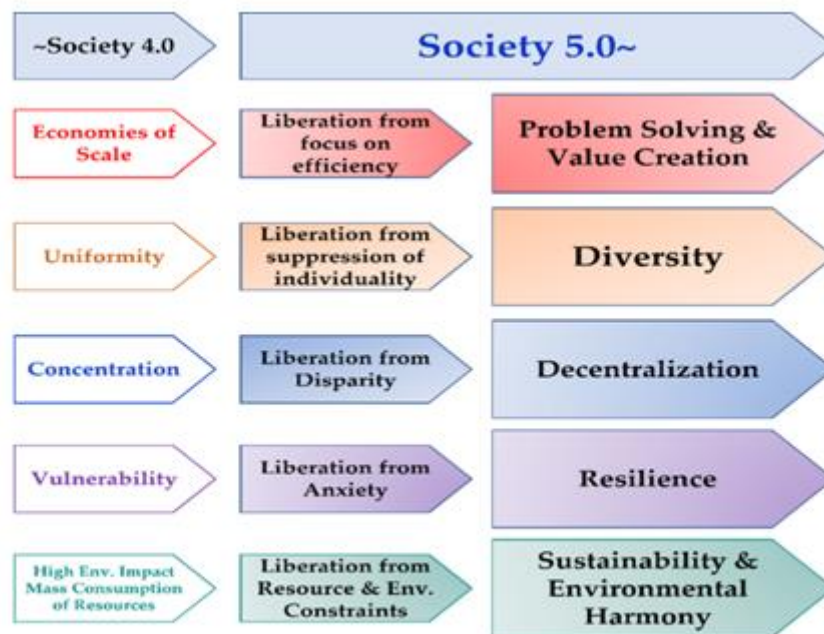 ~Society 4.0
Society 5.0~
Economies of
Scale
Liberation from
focus on
efficiency
Problem Solving &
Value Creation
Uniformity
Liberation from
suppression of
individuality
Diversity
Concentration
Liberation from
Disparity
Decentralization
Vulnerability
Liberation from
Anxiety
Resilience
High Env. Impact
Mass Consumption
of Resources
Liberation from
Resource & Env.
Constraints
Sustainability &
Environmental
Harmony